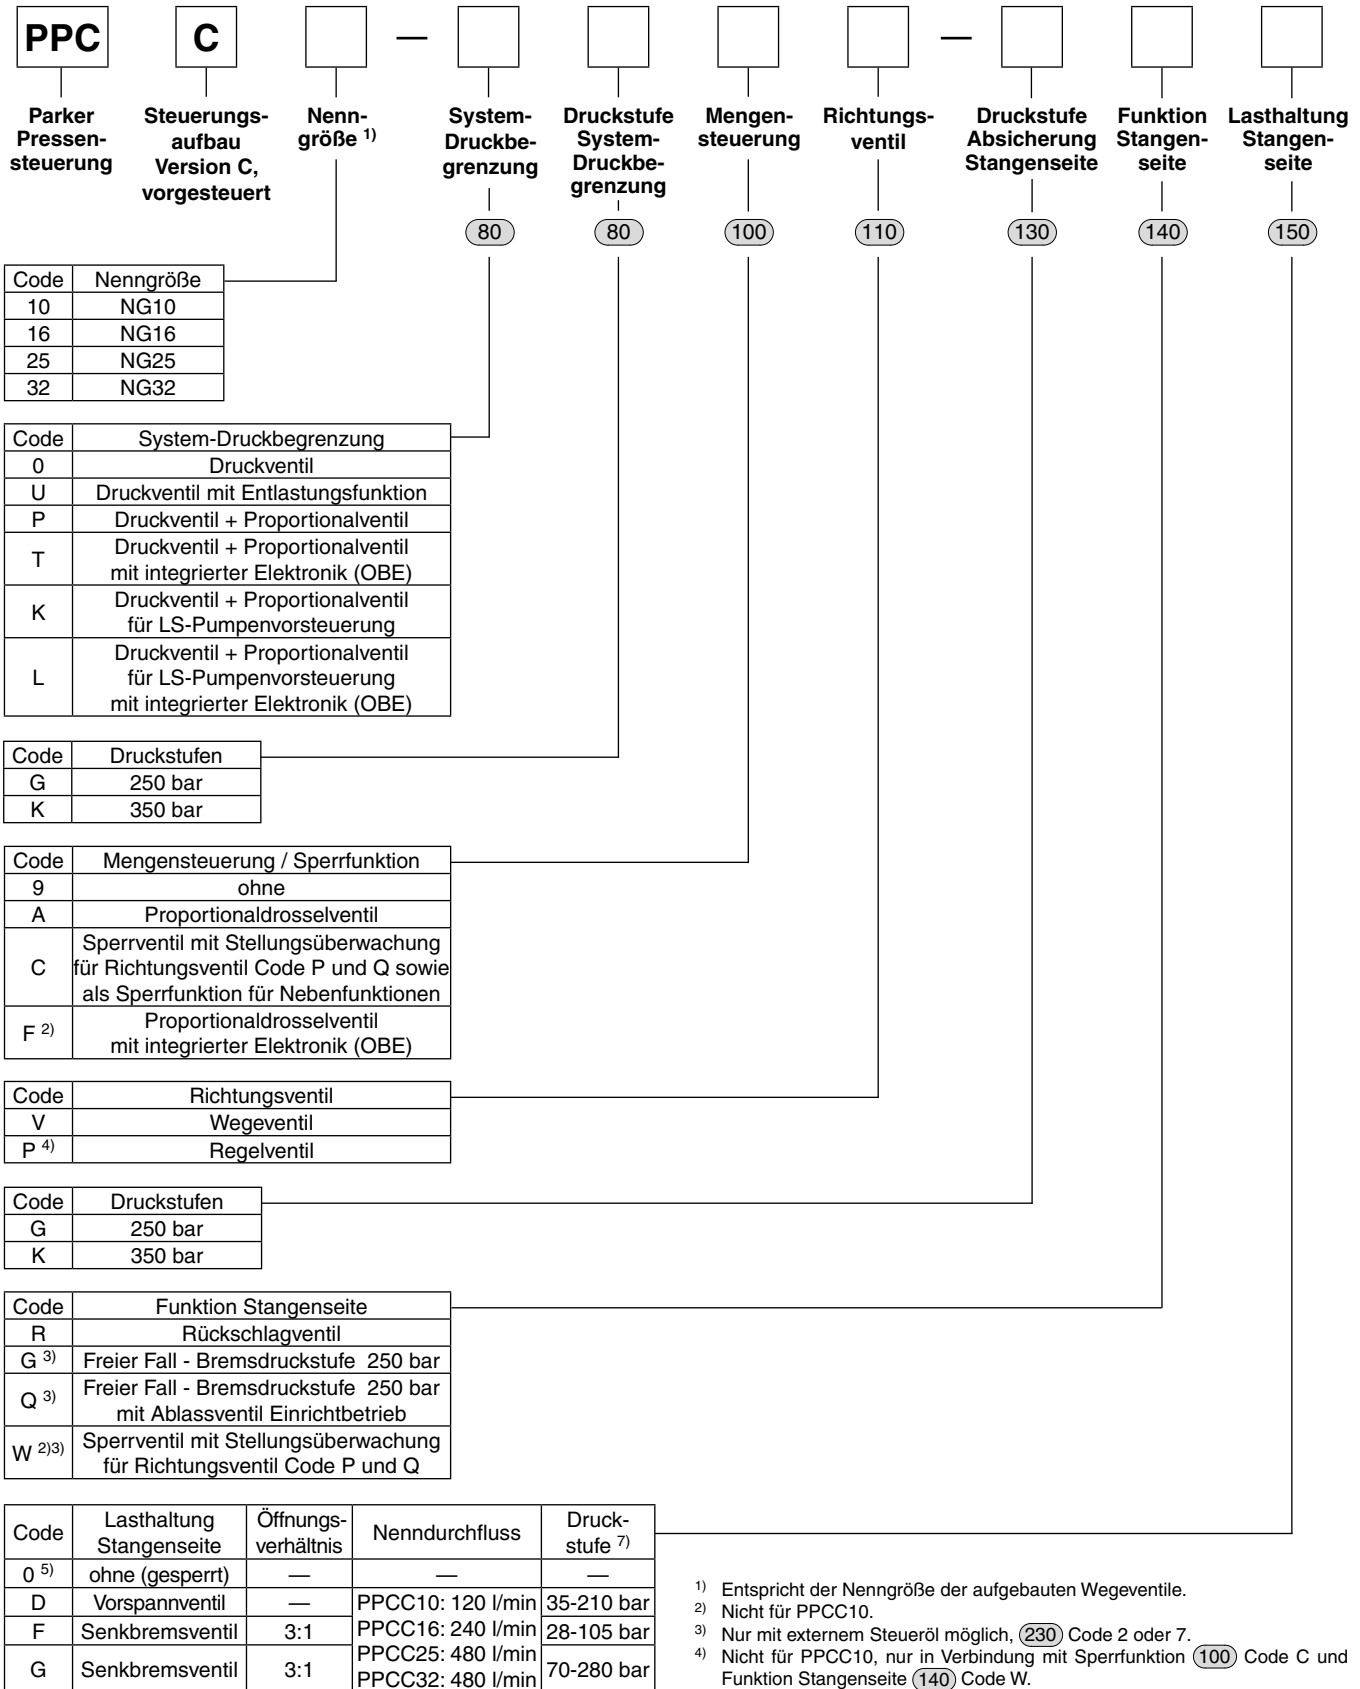 PPC C — —
Parker Pressen- steuerung
Steuerungs- aufbau Version C, vorgesteuert
Nenn- größe 1)
System- Druckbe- grenzung
Druckstufe System- Druckbe- grenzung
Mengen- steuerung
Richtungs- ventil
Druckstufe Absicherung Stangenseite
Funktion Stangen- seite
Lasthaltung Stangen- seite
80 80 100 110 130 140 150
Code Nenngröße
10 NG10
16 NG16
25 NG25
32 NG32
Code System-Druckbegrenzung
0 Druckventil
U Druckventil mit Entlastungsfunktion
P Druckventil + Proportionalventil
T Druckventil + Proportionalventil
mit integrierter Elektronik (OBE)
K Druckventil + Proportionalventil
für LS-Pumpenvorsteuerung
L Druckventil + Proportionalventil
für LS-Pumpenvorsteuerung
mit integrierter Elektronik (OBE)
Code Druckstufen
G 250 bar
K 350 bar
Code Mengensteuerung / Sperrfunktion
9 ohne
A Proportionaldrosselventil
C Sperrventil mit Stellungsüberwachung
für Richtungsventil Code P und Q sowie
als Sperrfunktion für Nebenfunktionen
F 2) Proportionaldrosselventil
mit integrierter Elektronik (OBE)
Code Richtungsventil
V Wegeventil
P 4) Regelventil
Code Druckstufen
G 250 bar
K 350 bar
Code Funktion Stangenseite
R Rückschlagventil
G 3) Freier Fall - Bremsdruckstufe 250 bar
Q 3) Freier Fall - Bremsdruckstufe 250 bar
mit Ablassventil Einrichtbetrieb
W 2)3) Sperrventil mit Stellungsüberwachung
für Richtungsventil Code P und Q
Code Lasthaltung Stangenseite Öffnungs- verhältnis Nenndurchfluss Druck- stufe 7)
0 5) ohne (gesperrt) — — —
D Vorspannventil — PPCC10: 120 l/min 35-210 bar
F Senkbremsventil 3:1 PPCC16: 240 l/min 28-105 bar
G Senkbremsventil 3:1 PPCC25: 480 l/min PPCC32: 480 l/min 70-280 bar
1) Entspricht der Nenngröße der aufgebauten Wegeventile.
2) Nicht für PPCC10.
3) Nur mit externem Steueröl möglich, 230 Code 2 oder 7.
4) Nicht für PPCC10, nur in Verbindung mit Sperrfunktion 100 Code C und
Funktion Stangenseite 140 Code W.